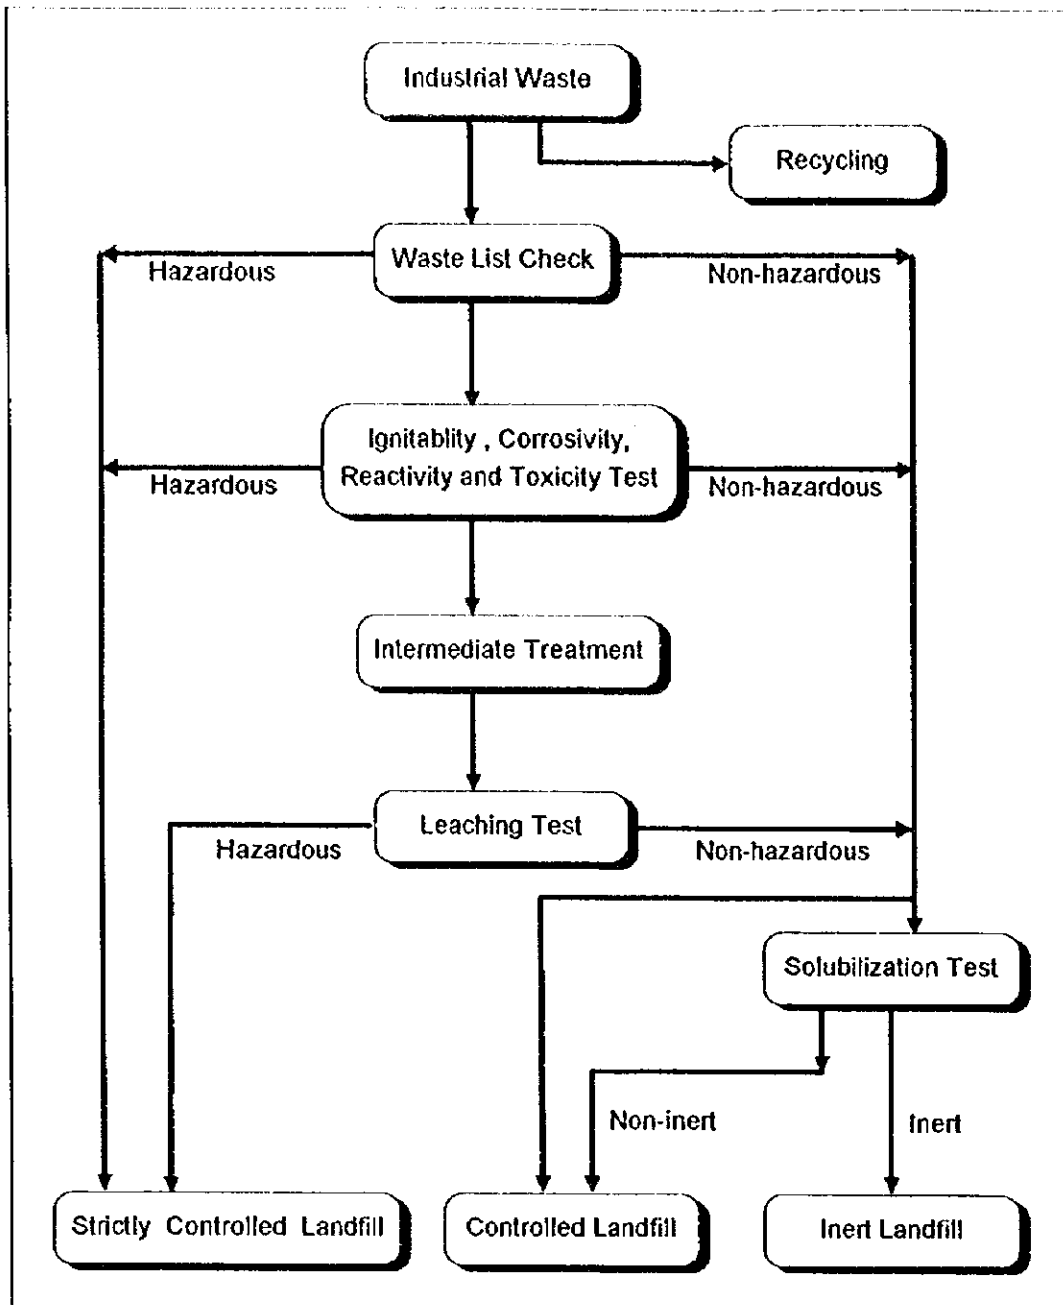 Industrial Waste
Recycling
Waste List Check
Hazardous
Non-hazardous
Ignitablity , Corrosivity,
Reactivity and Toxicity Test
Hazardous
Non-hazardous
Intermediate Treatment
Leaching Test
Hazardous
Non-hazardous
Solubilization Test
Non-inert
Inert
Strictly Controlled Landfill
Controlled Landfill
Inert Landfill